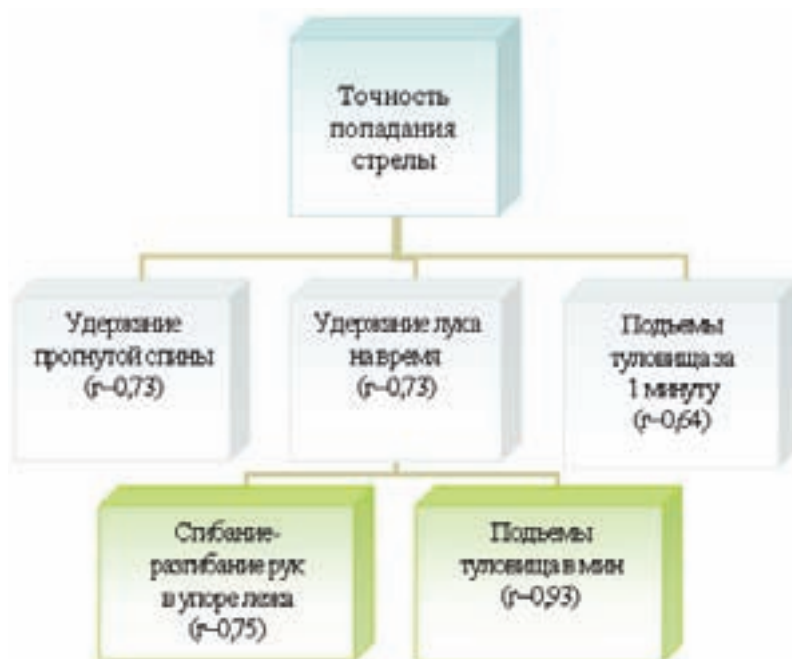 Точность
попадания
стрелы
Удержание
прогнутой спины
(r=0,73)
Удержание лука
на время
(r=0,73)
Подъемы
туловища за
1 минуту
(r=0,64)
Сгибание-
разгибание рук
в упоре лежа
(r=0,75)
Подъемы
туловища в мин
(r=0,93)